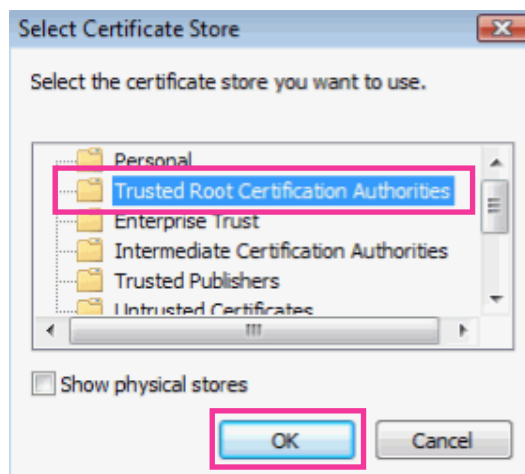 Select Certificate Store
Select the certificate store you want to use.
Personal
Trusted Root Certification Authorities
Enterprise Trust
Intermediate Certification Authorities
Trusted Publishers
Untrusted Certificates
Show physical stores
OK Cancel